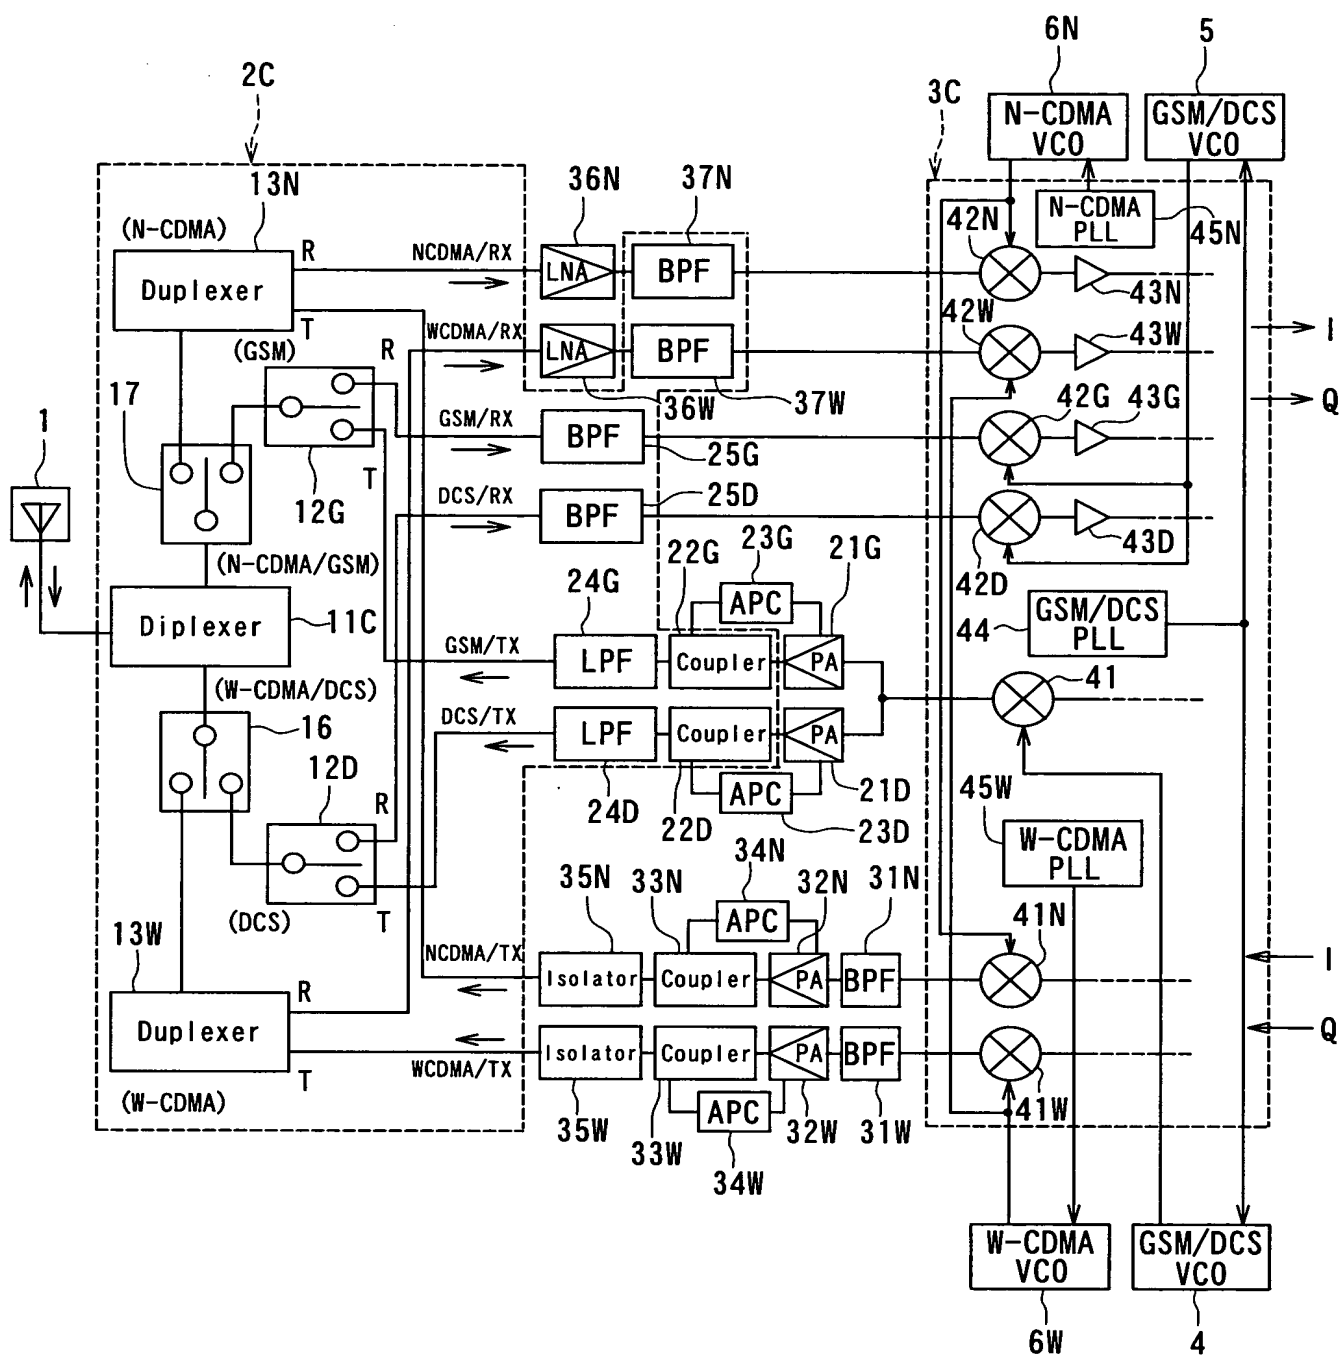 6N
5
2C
3C
N-CDMA
VCO
GSM/DCS
VCO
13N
36N
37N
(N-CDMA)
R
NCDMA/RX
42N
N-CDMA
PLL
45N
Duplexer
LNA
BPF
43N
T
(GSM)
R
WCDMA/RX
42W
43W
I
LNA
BPF
17
36W
37W
42G
43G
Q
1
GSM/RX
BPF
25G
T
12G
DCS/RX
BPF
25D
42D
43D
(N-CDMA/GSM)
22G
23G
21G
24G
APC
GSM/DCS
PLL
44
Diplexer
11C
GSM/TX
LPF
Coupler
PA
41
(W-CDMA/DCS)
16
DCS/TX
LPF
Coupler
PA
12D
R
24D
22D
APC
23D
21D
45W
W-CDMA
PLL
34N
35N
33N
32N
31N
(DCS)
T
APC
41N
13W
NCDMA/TX
Isolator
Coupler
PA
BPF
I
R
Duplexer
Isolator
Coupler
PA
BPF
Q
T
WCDMA/TX
(W-CDMA)
APC
41W
35W
33W
34W
32W
31W
W-CDMA
VCO
GSM/DCS
VCO
6W
4